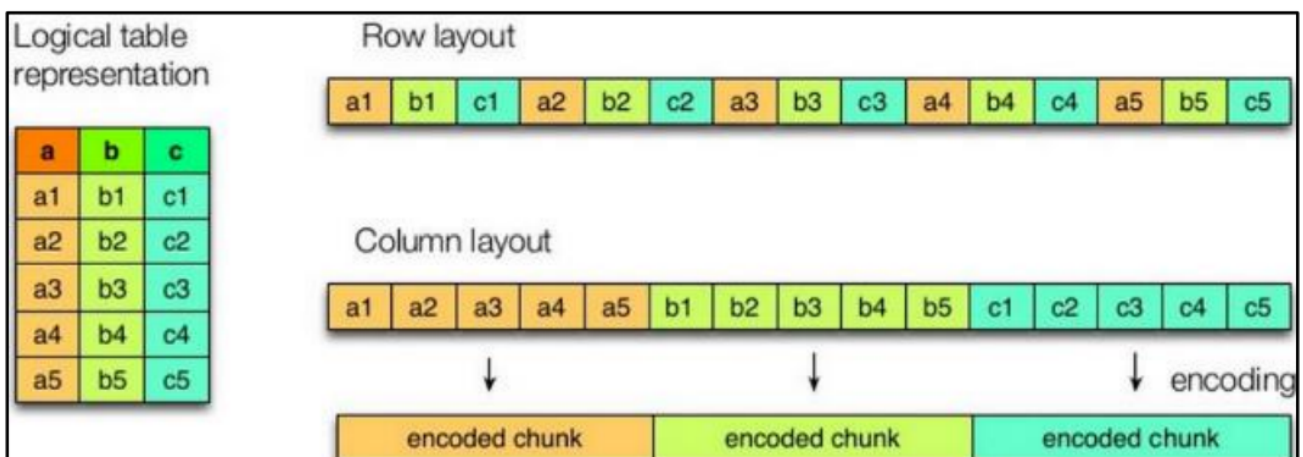 Logical table
representation
a b c
a1 b1 c1
a2 b2 c2
a3 b3 c3
a4 b4 c4
a5 b5 c5
Row layout
a1 b1 c1 a2 b2 c2 a3 b3 c3 a4 b4 c4 a5 b5 c5
Column layout
a1 a2 a3 a4 a5 b1 b2 b3 b4 b5 c1 c2 c3 c4 c5
encoding
encoded chunk encoded chunk encoded chunk